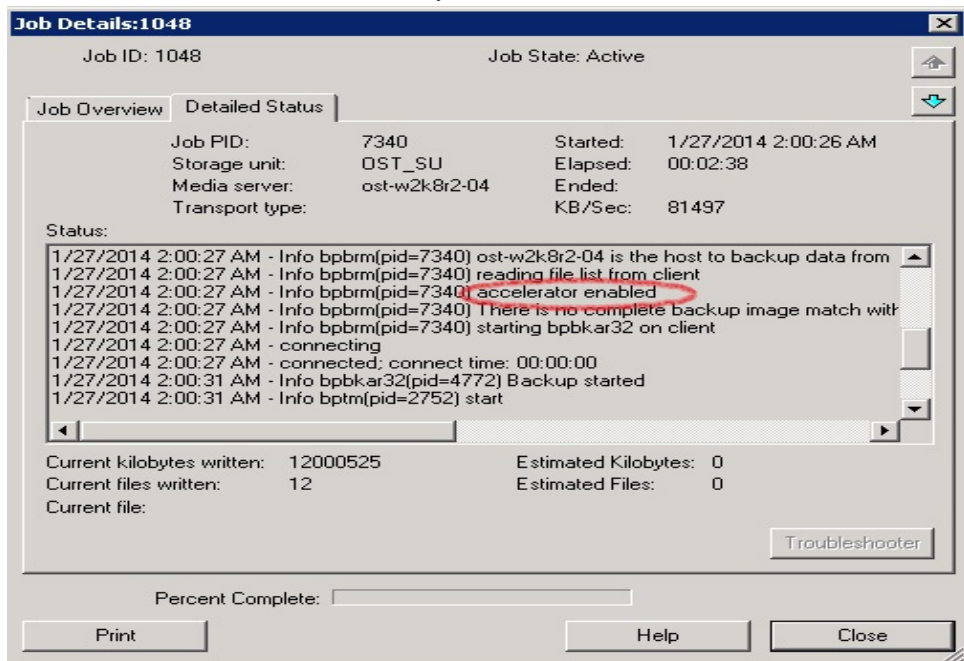 Job Details:1048
Job ID: 1048 Job State: Active
Job Overview Detailed Status
Job PID: 7340 Started: 1/27/2014 2:00:26 AM
Storage unit: OST_SU Elapsed: 00:02:38
Media server: ost-w2k8r2-04 Ended:
Transport type: KB/Sec: 81497
Status:
1/27/2014 2:00:27 AM - Info bpbrm(pid=7340) ost-w2k8r2-04 is the host to backup data from
1/27/2014 2:00:27 AM - Info bpbrm(pid=7340) reading file list from client
1/27/2014 2:00:27 AM - Info bpbrm(pid=7340) accelerator enabled
1/27/2014 2:00:27 AM - Info bpbrm(pid=7340) There is no complete backup image match with
1/27/2014 2:00:27 AM - Info bpbrm(pid=7340) starting bpbkar32 on client
1/27/2014 2:00:27 AM - connecting
1/27/2014 2:00:27 AM - connected; connect time: 00:00:00
1/27/2014 2:00:31 AM - Info bpbkar32(pid=4772) Backup started
1/27/2014 2:00:31 AM - Info bptm(pid=2752) start
Current kilobytes written: 12000525 Estimated Kilobytes: 0
Current files written: 12 Estimated Files: 0
Current file:
Troubleshooter
Percent Complete:
Print Help Close